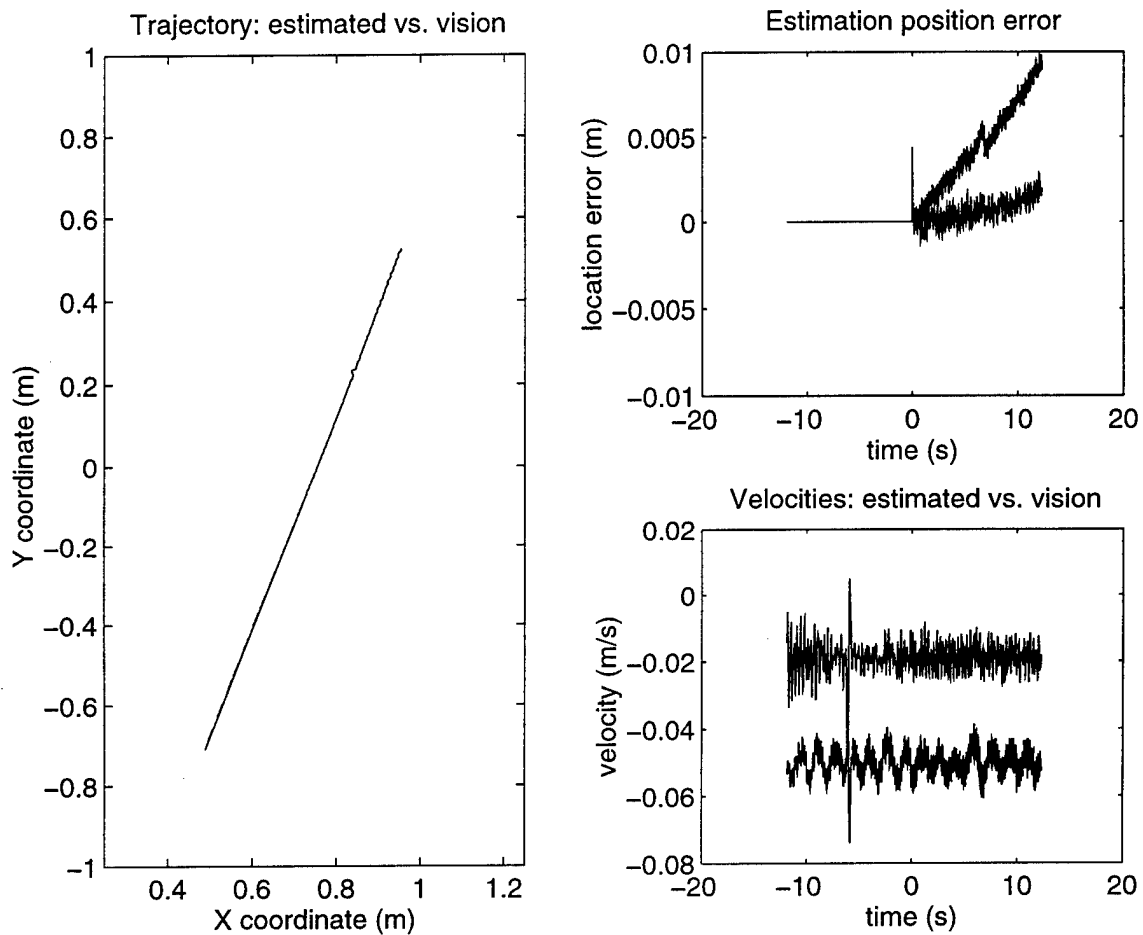 Trajectory: estimated vs. vision
1
0.8
0.6
0.4
0.2
0
−0.2
−0.4
−0.6
−0.8
−1
Y coordinate (m)
0.4 0.6 0.8 1 1.2
X coordinate (m)
Estimation position error
0.01
0.005
0
−0.005
−0.01
location error (m)
−20 −10 0 10 20
time (s)
Velocities: estimated vs. vision
0.02
0
−0.02
−0.04
−0.06
−0.08
velocity (m/s)
−20 −10 0 10 20
time (s)